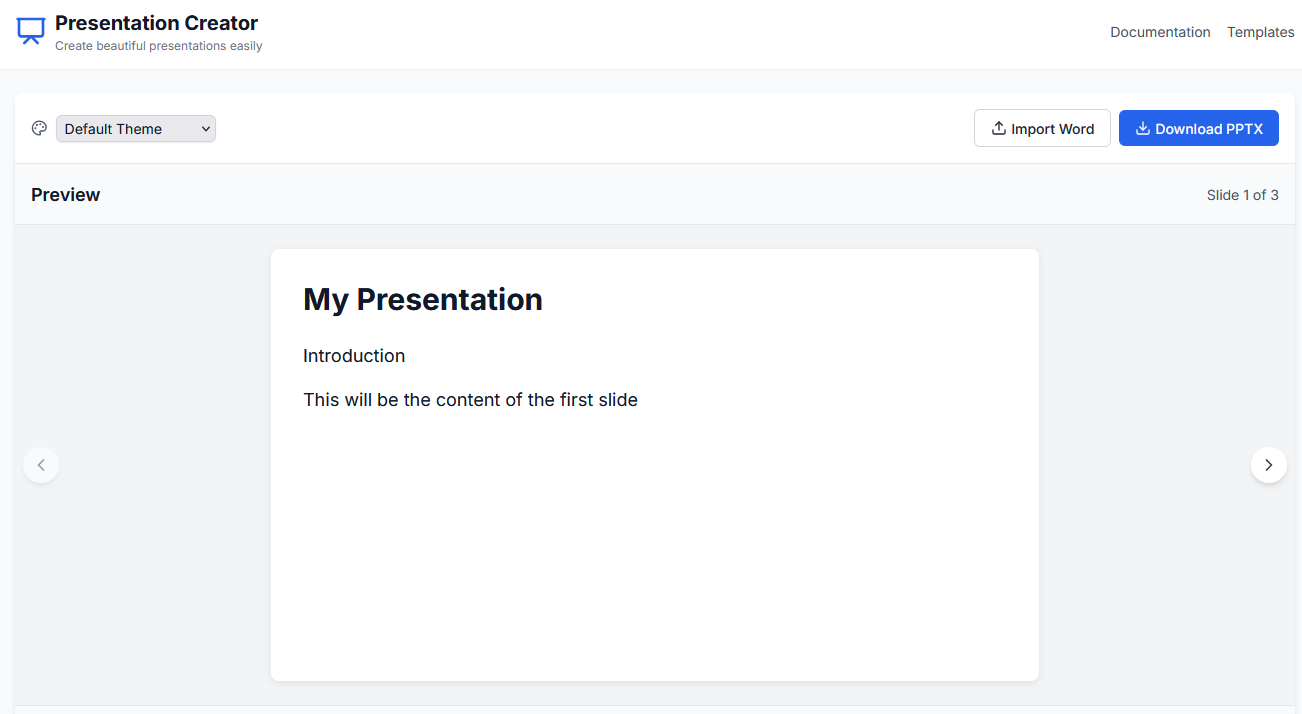 Presentation Creator
Create beautiful presentations easily
Documentation
Templates
Default Theme
Import Word
Download PPTX
Preview
Slide 1 of 3
My Presentation
Introduction
This will be the content of the first slide